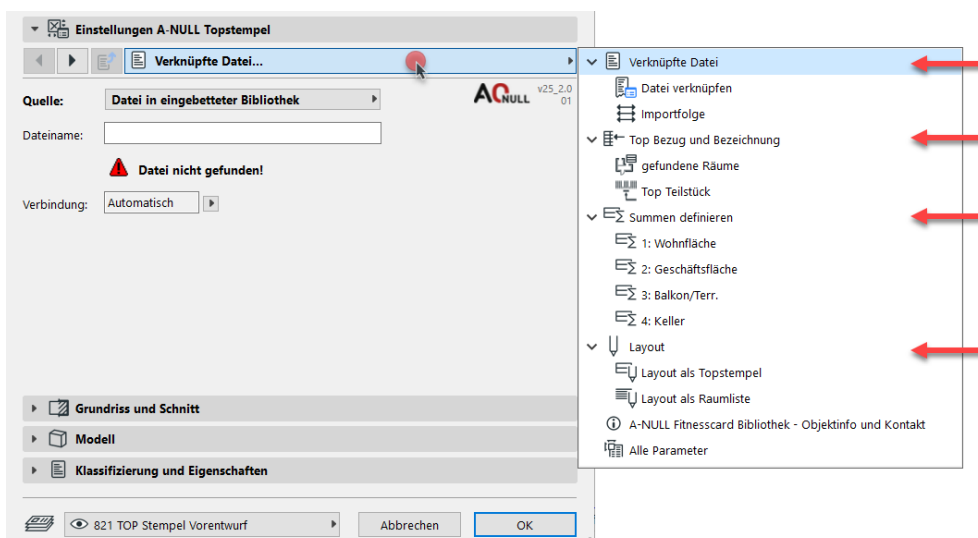 Einstellungen A-NULL Topstempel
Verknüpfte Datei...
Quelle:
Datei in eingebetteter Bibliothek
A NULL
v25_2.0
01
Dateiname:
Datei nicht gefunden!
Verbindung:
Automatisch
Grundriss und Schnitt
Modell
Klassifizierung und Eigenschaften
821 TOP Stempel Vorentwurf
Abbrechen
OK
Verknüpfte Datei
Datei verknüpfen
Importfolge
Top Bezug und Bezeichnung
gefundene Räume
Top Teilstück
Summen definieren
1: Wohnfläche
2: Geschäftsfläche
3: Balkon/Terr.
4: Keller
Layout
Layout als Topstempel
Layout als Raumliste
A-NULL Fitnesscard Bibliothek - Objektinfo und Kontakt
Alle Parameter